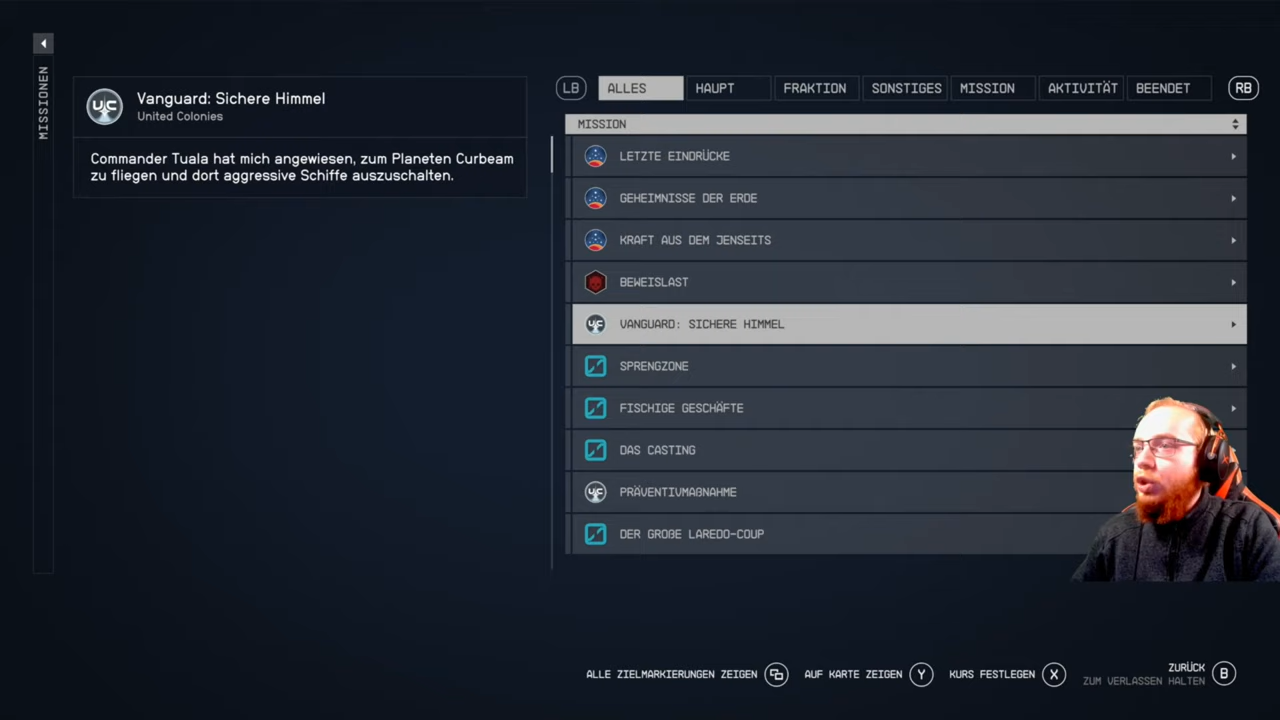 MISSIONEN
UC
Vanguard: Sichere Himmel
United Colonies
Commander Tuala hat mich angewiesen, zum Planeten Curbeam
zu fliegen und dort aggressive Schiffe auszuschalten.
LB
ALLES
HAUPT
FRAKTION
SONSTIGES
MISSION
AKTIVITÄT
BEENDET
RB
MISSION
LETZTE EINDRÜCKE
GEHEIMNISSE DER ERDE
KRAFT AUS DEM JENSEITS
BEWEISLAST
UC VANGUARD: SICHERE HIMMEL
SPRENGZONE
FISCHIGE GESCHÄFTE
DAS CASTING
UC PRÄVENTIVMAßNAHME
DER GROßE LAREDO-COUP
ALLE ZIELMARKIERUNGEN ZEIGEN
AUF KARTE ZEIGEN Y
KURS FESTLEGEN X
ZURÜCK B
ZUM VERLASSEN HALTEN